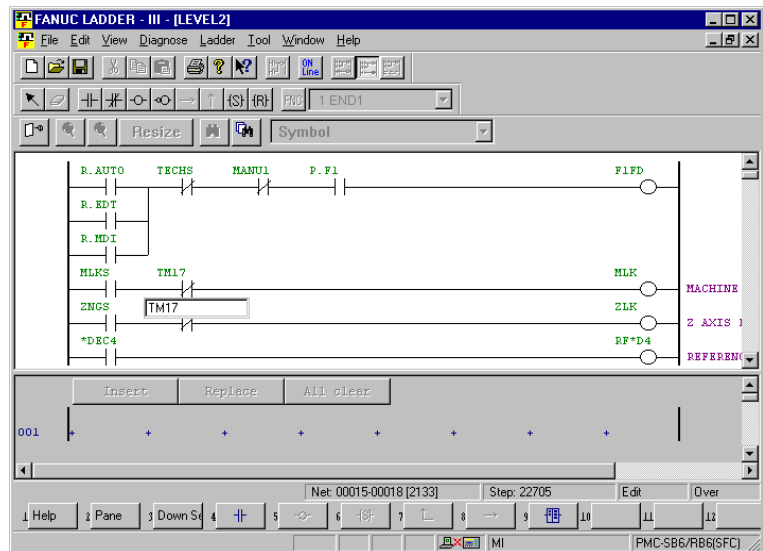 FANUC LADDER - III - [LEVEL2]
File Edit View Diagnose Ladder Tool Window Help
ON Line
{S} {R} FNC 1 END1
Resize Symbol
R.AUTO TECHS MANU1 P.F1 F1FD
R.EDT
R.MDI
MLKS TM17 MLK
MACHINE
ZNGS TM17 ZLK
Z AXIS
*DEC4 RF*D4
REFEREN
Insert Replace All clear
001
Net: 00015-00018 [2133] Step: 22705 Edit Over
1 Help 2 Pane 3 Down Se 4 5 6 {S} 7 8 9 10 11 12
MI PMC-SB6/RB6(SFC)